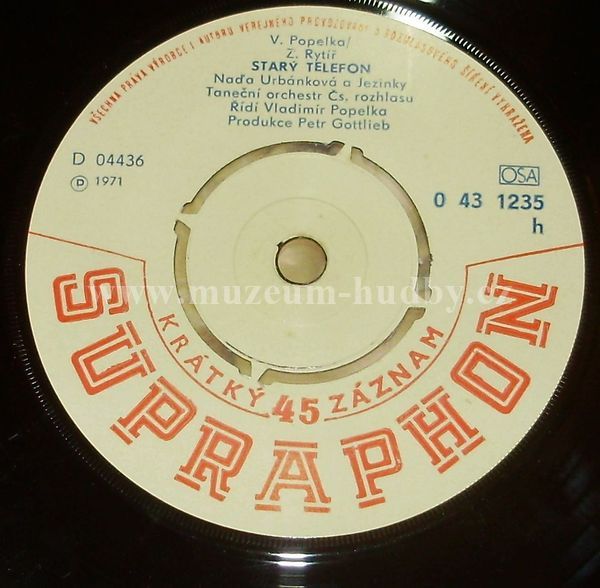 VŠECHNA PRÁVA VÝROBCE I AUTORU VEŘEJNÉHO PROVOZOVÁNÍ A ROZHLASOVÉHO ŠÍŘENÍ VYHRAŽENA
V. Popelka/
Z. Rytíř
STARÝ TELEFON
Naďa Urbánková a Jezinky
Taneční orchestr Čs. rozhlasu
Řídí Vladimír Popelka
Produkce Petr Gottlieb
D 04436
Ⓟ 1971
OSA
0 43 1235
h
www.muzeum-hudby.cz
KRÁTKÝ 45 ZÁZNAM
SUPRAPHON